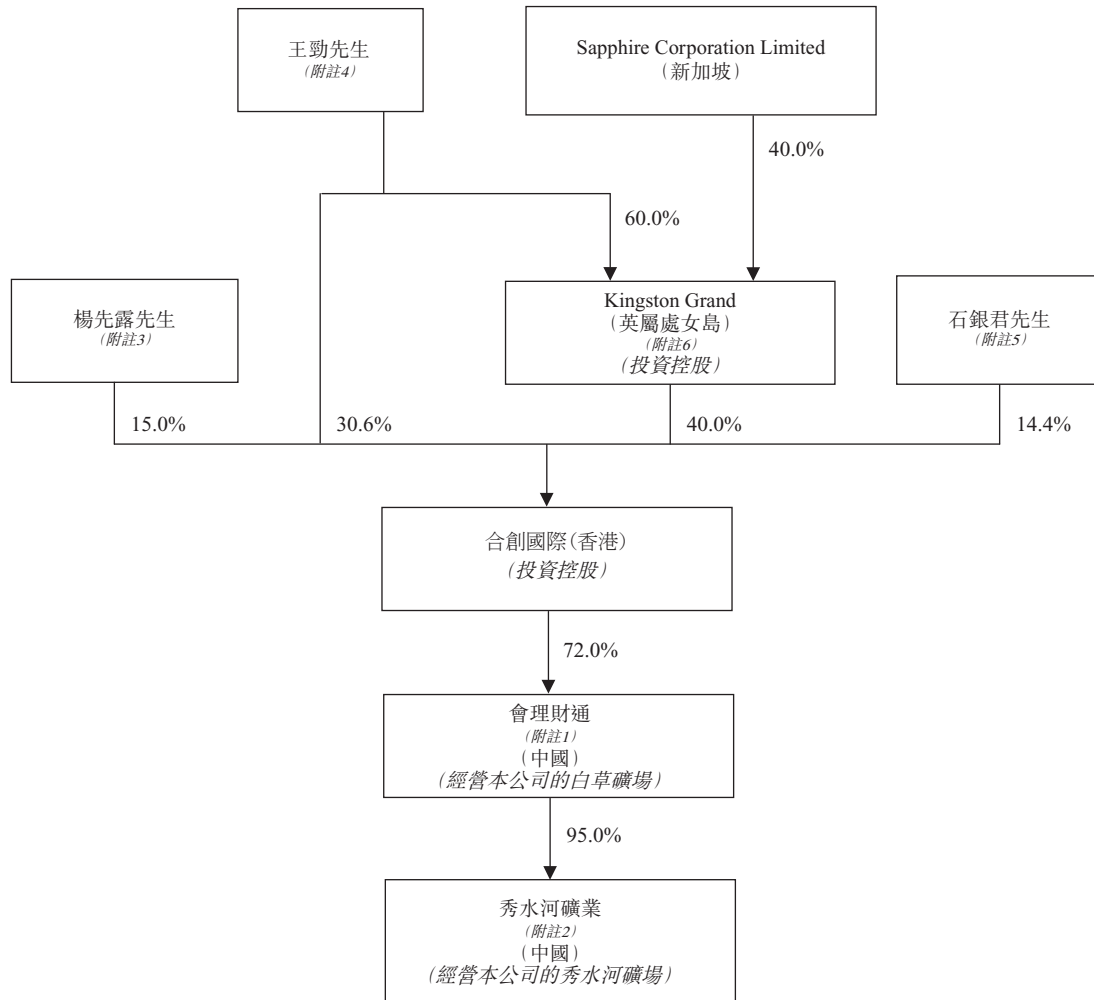 王勁先生
(附註4)
Sapphire Corporation Limited
(新加坡)
40.0%
60.0%
楊先露先生
(附註3)
Kingston Grand
(英屬處女島)
(附註6)
(投資控股)
石銀君先生
(附註5)
15.0%
30.6%
40.0%
14.4%
合創國際(香港)
(投資控股)
72.0%
會理財通
(附註1)
(中國)
(經營本公司的白草礦場)
95.0%
秀水河礦業
(附註2)
(中國)
(經營本公司的秀水河礦場)